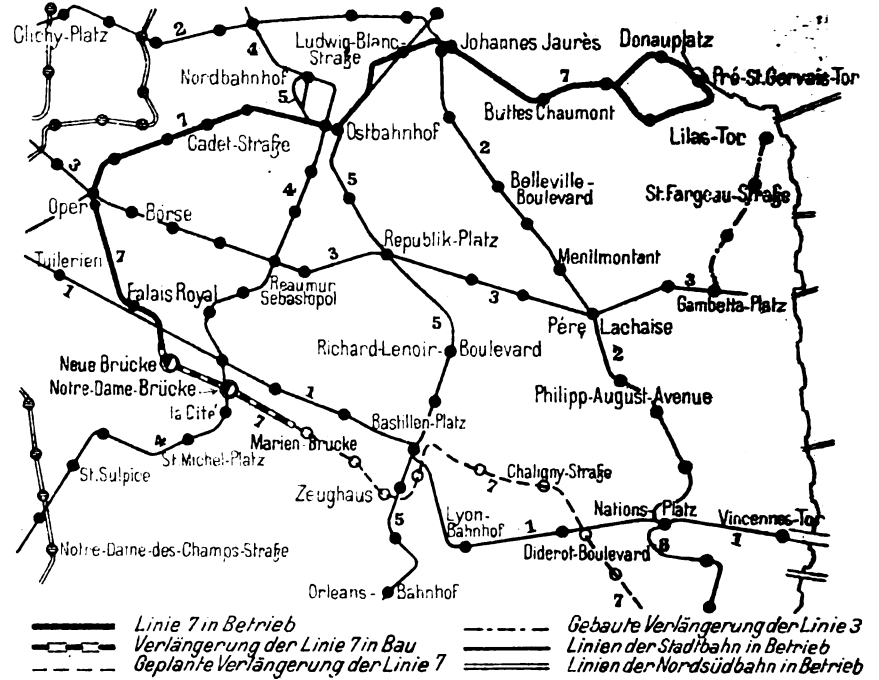 Clichy-Platz
2
4
Ludwig-Blanc-
Straße
Johannes Jaurès
Donauplatz
Nordbahnhof
5
7
Pré-St.Gervais-Tor
Buttes Chaumont
7
Cadet-Straße
Ostbahnhof
Lilas-Tor
2
3
4
5
Belleville-
Boulevard
St.Fargeau-Straße
Oper
Börse
7
3
Republik-Platz
Menilmontant
Tuilerien
1
Palais Royal
Reaumur
Sebastopol
3
3
Gambetta-Platz
5
Père Lachaise
2
Richard-Lenoir-Boulevard
Neue Brücke
Notre-Dame-Brücke
1
Philipp-August-Avenue
la Cité
7
Bastillen-Platz
4
Marien-Brücke
St.Michel-Platz
St.Sulpice
Chaligny-Straße
7
Zeughaus
Nations-Platz
5
Lyon-
Bahnhof
1
Vincennes-Tor
Notre-Dame-des-Champs-Straße
Diderot-Boulevard
6
1
Orleans-Bahnhof
7
Linie 7 in Betrieb
Verlängerung der Linie 7 in Bau
Geplante Verlängerung der Linie 7
Gebaute Verlängerung der Linie 3
Linien der Stadtbahn in Betrieb
Linien der Nordsüdbahn in Betrieb